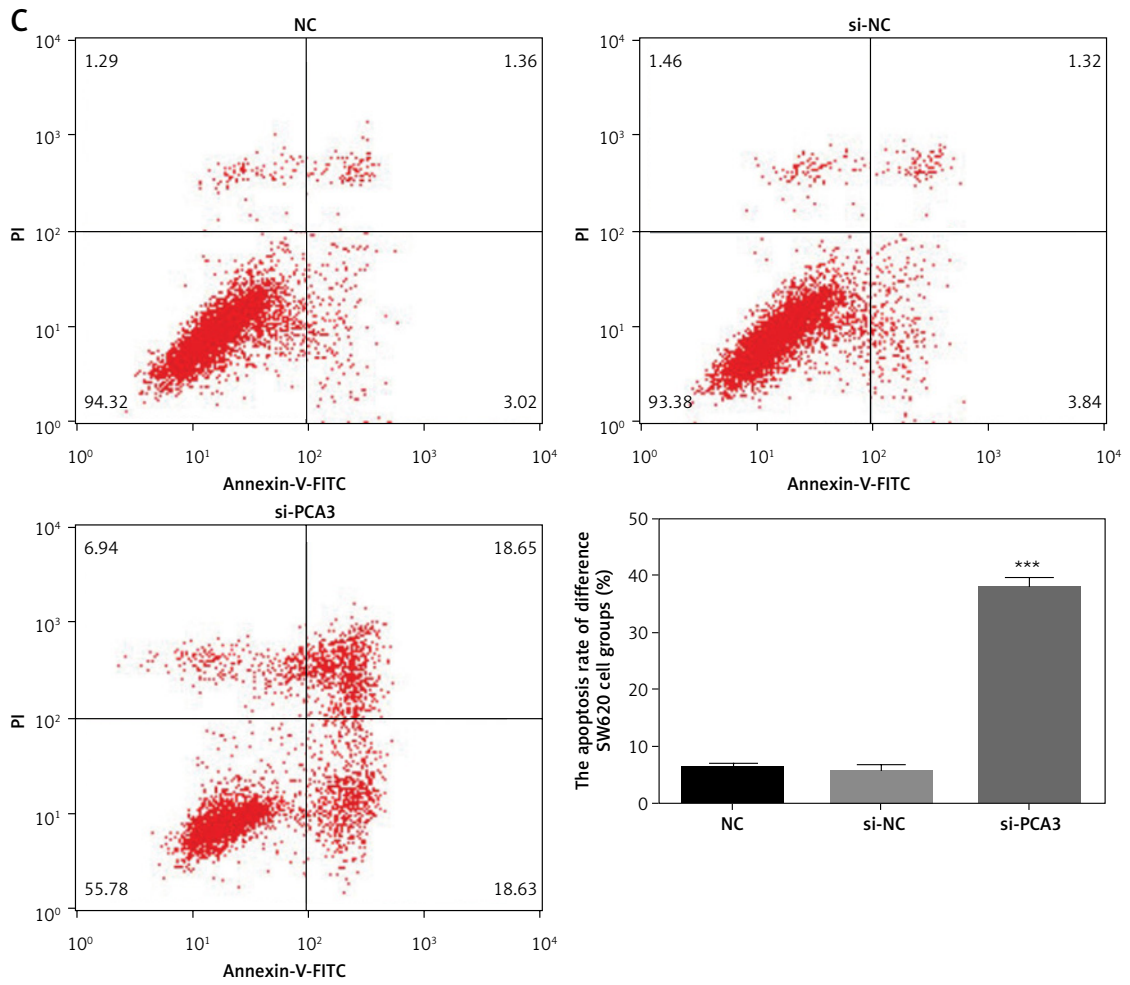 C
NC
10⁴
1.29
1.36
10³
PI
10²
10¹
94.32
3.02
10⁰
10⁰ 10¹ 10² 10³ 10⁴
Annexin-V-FITC
si-NC
10⁴
1.46
1.32
10³
PI
10²
10¹
93.38
3.84
10⁰
10⁰ 10¹ 10² 10³ 10⁴
Annexin-V-FITC
si-PCA3
10⁴
6.94
18.65
10³
PI
10²
10¹
55.78
18.63
10⁰
10⁰ 10¹ 10² 10³ 10⁴
Annexin-V-FITC
The apoptosis rate of difference
SW620 cell groups (%)
50
40
30
20
10
0
***
NC si-NC si-PCA3